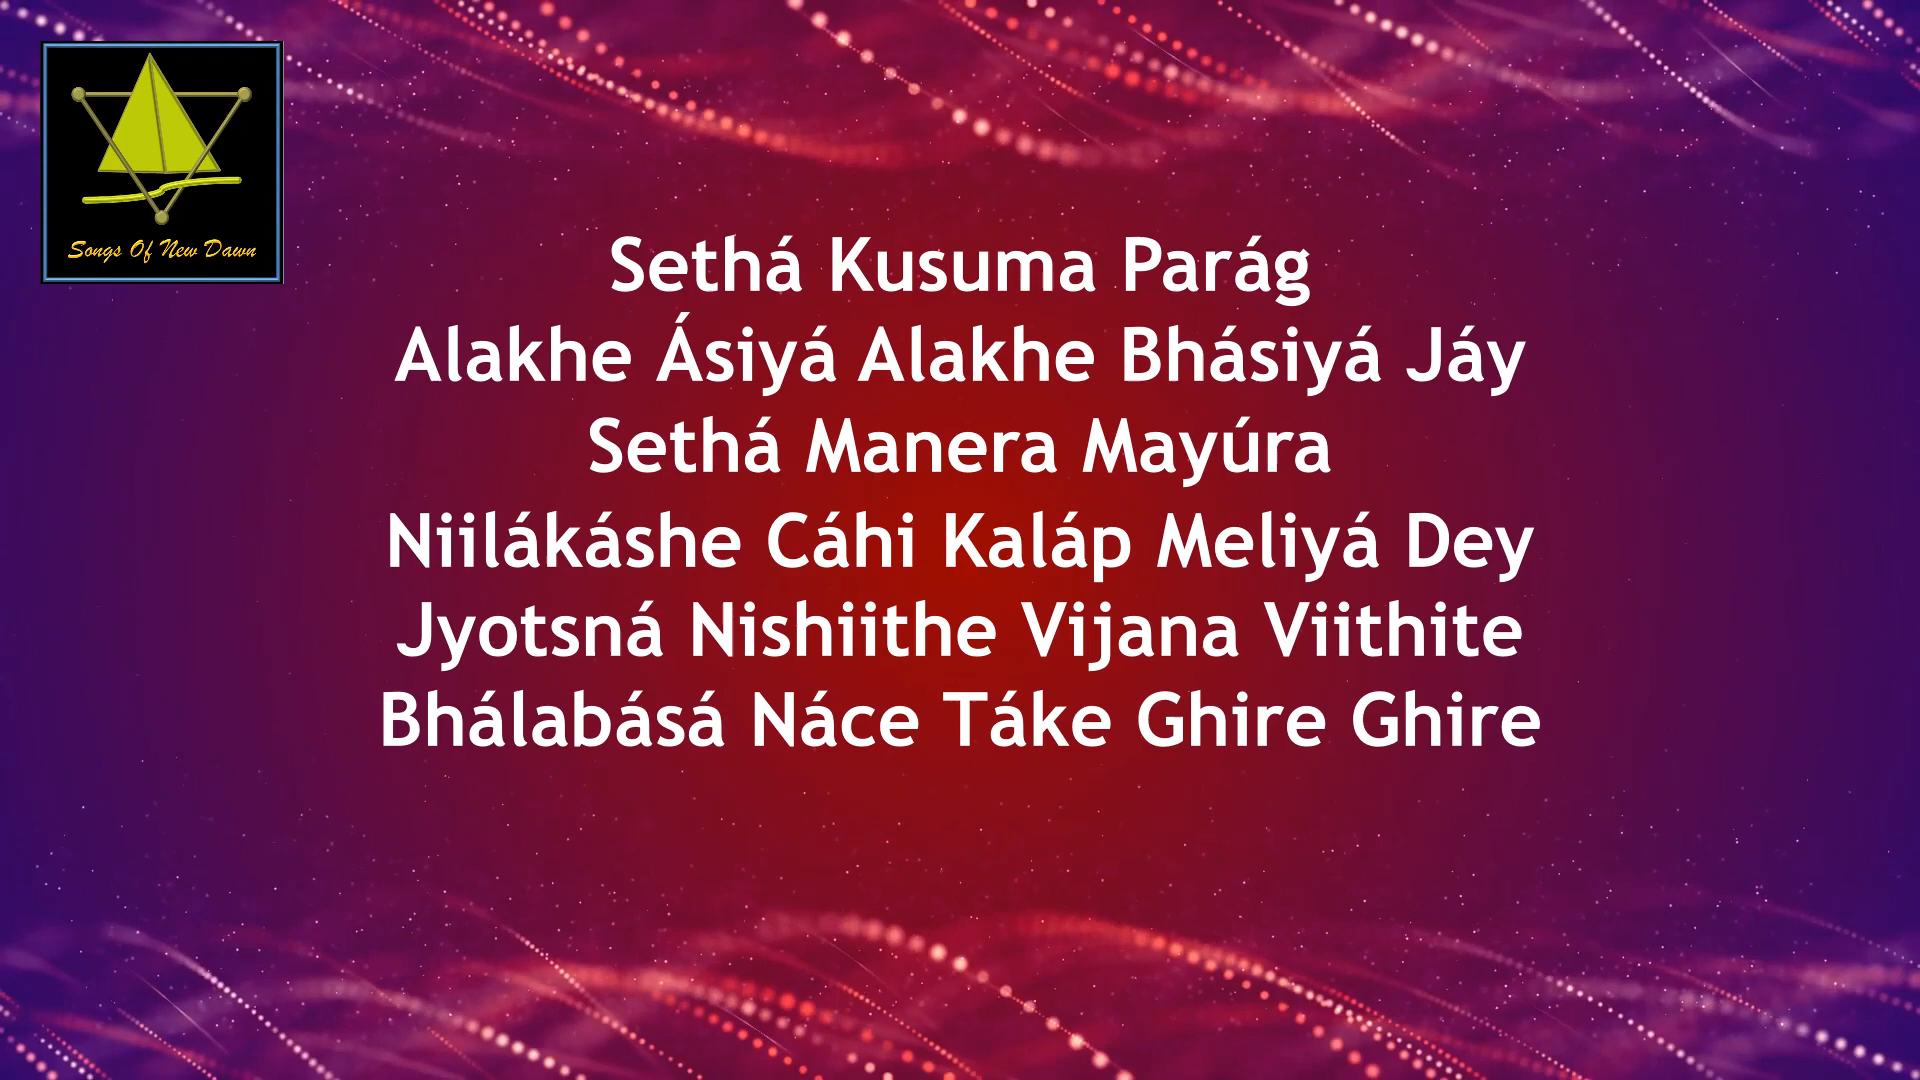 Songs Of New Dawn
Sethá Kusuma Parág
Alakhe Ásiyá Alakhe Bhásiyá Jáy
Sethá Manera Mayúra
Niilákáshe Cáhi Kaláp Meliyá Dey
Jyotsná Nishiithe Vijana Viithite
Bhálabásá Náce Táke Ghire Ghire